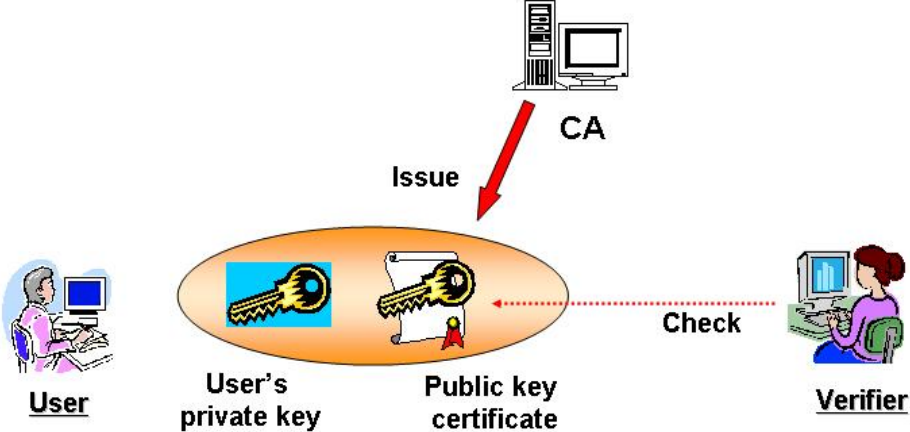 CA
Issue
Check
User
User's
private key
Public key
certificate
Verifier